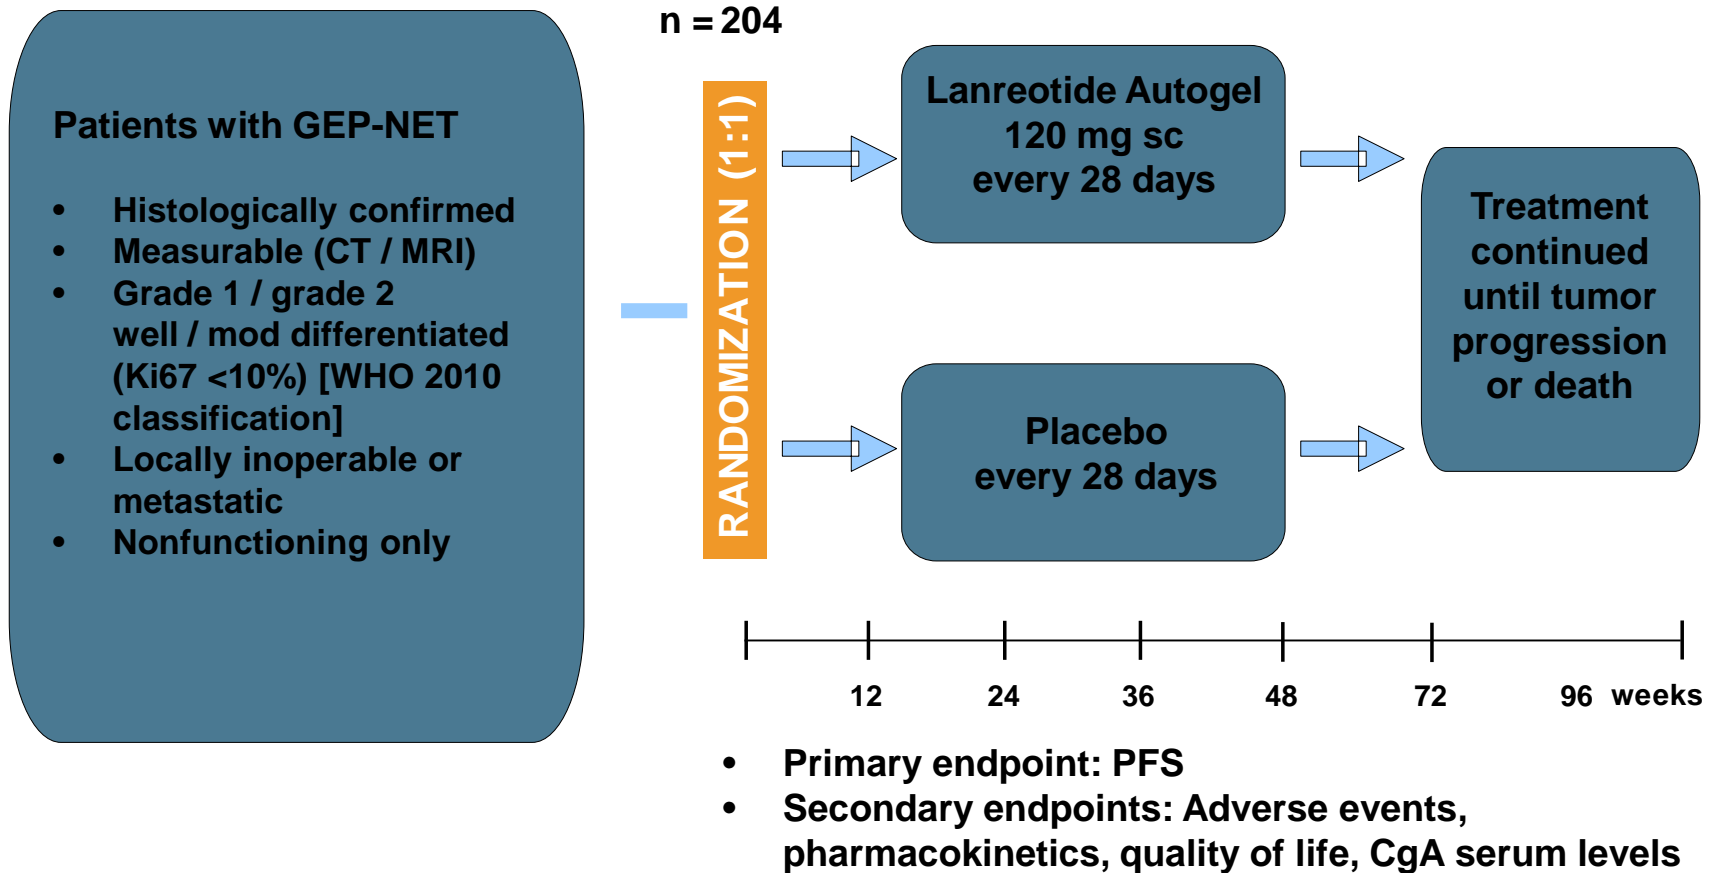 n = 204
Patients with GEP-NET
• Histologically confirmed
• Measurable (CT / MRI)
• Grade 1 / grade 2
well / mod differentiated
(Ki67 <10%) [WHO 2010
classification]
• Locally inoperable or
metastatic
• Nonfunctioning only
RANDOMIZATION (1:1)
Lanreotide Autogel
120 mg sc
every 28 days
Placebo
every 28 days
Treatment
continued
until tumor
progression
or death
12 24 36 48 72 96 weeks
• Primary endpoint: PFS
• Secondary endpoints: Adverse events,
pharmacokinetics, quality of life, CgA serum levels